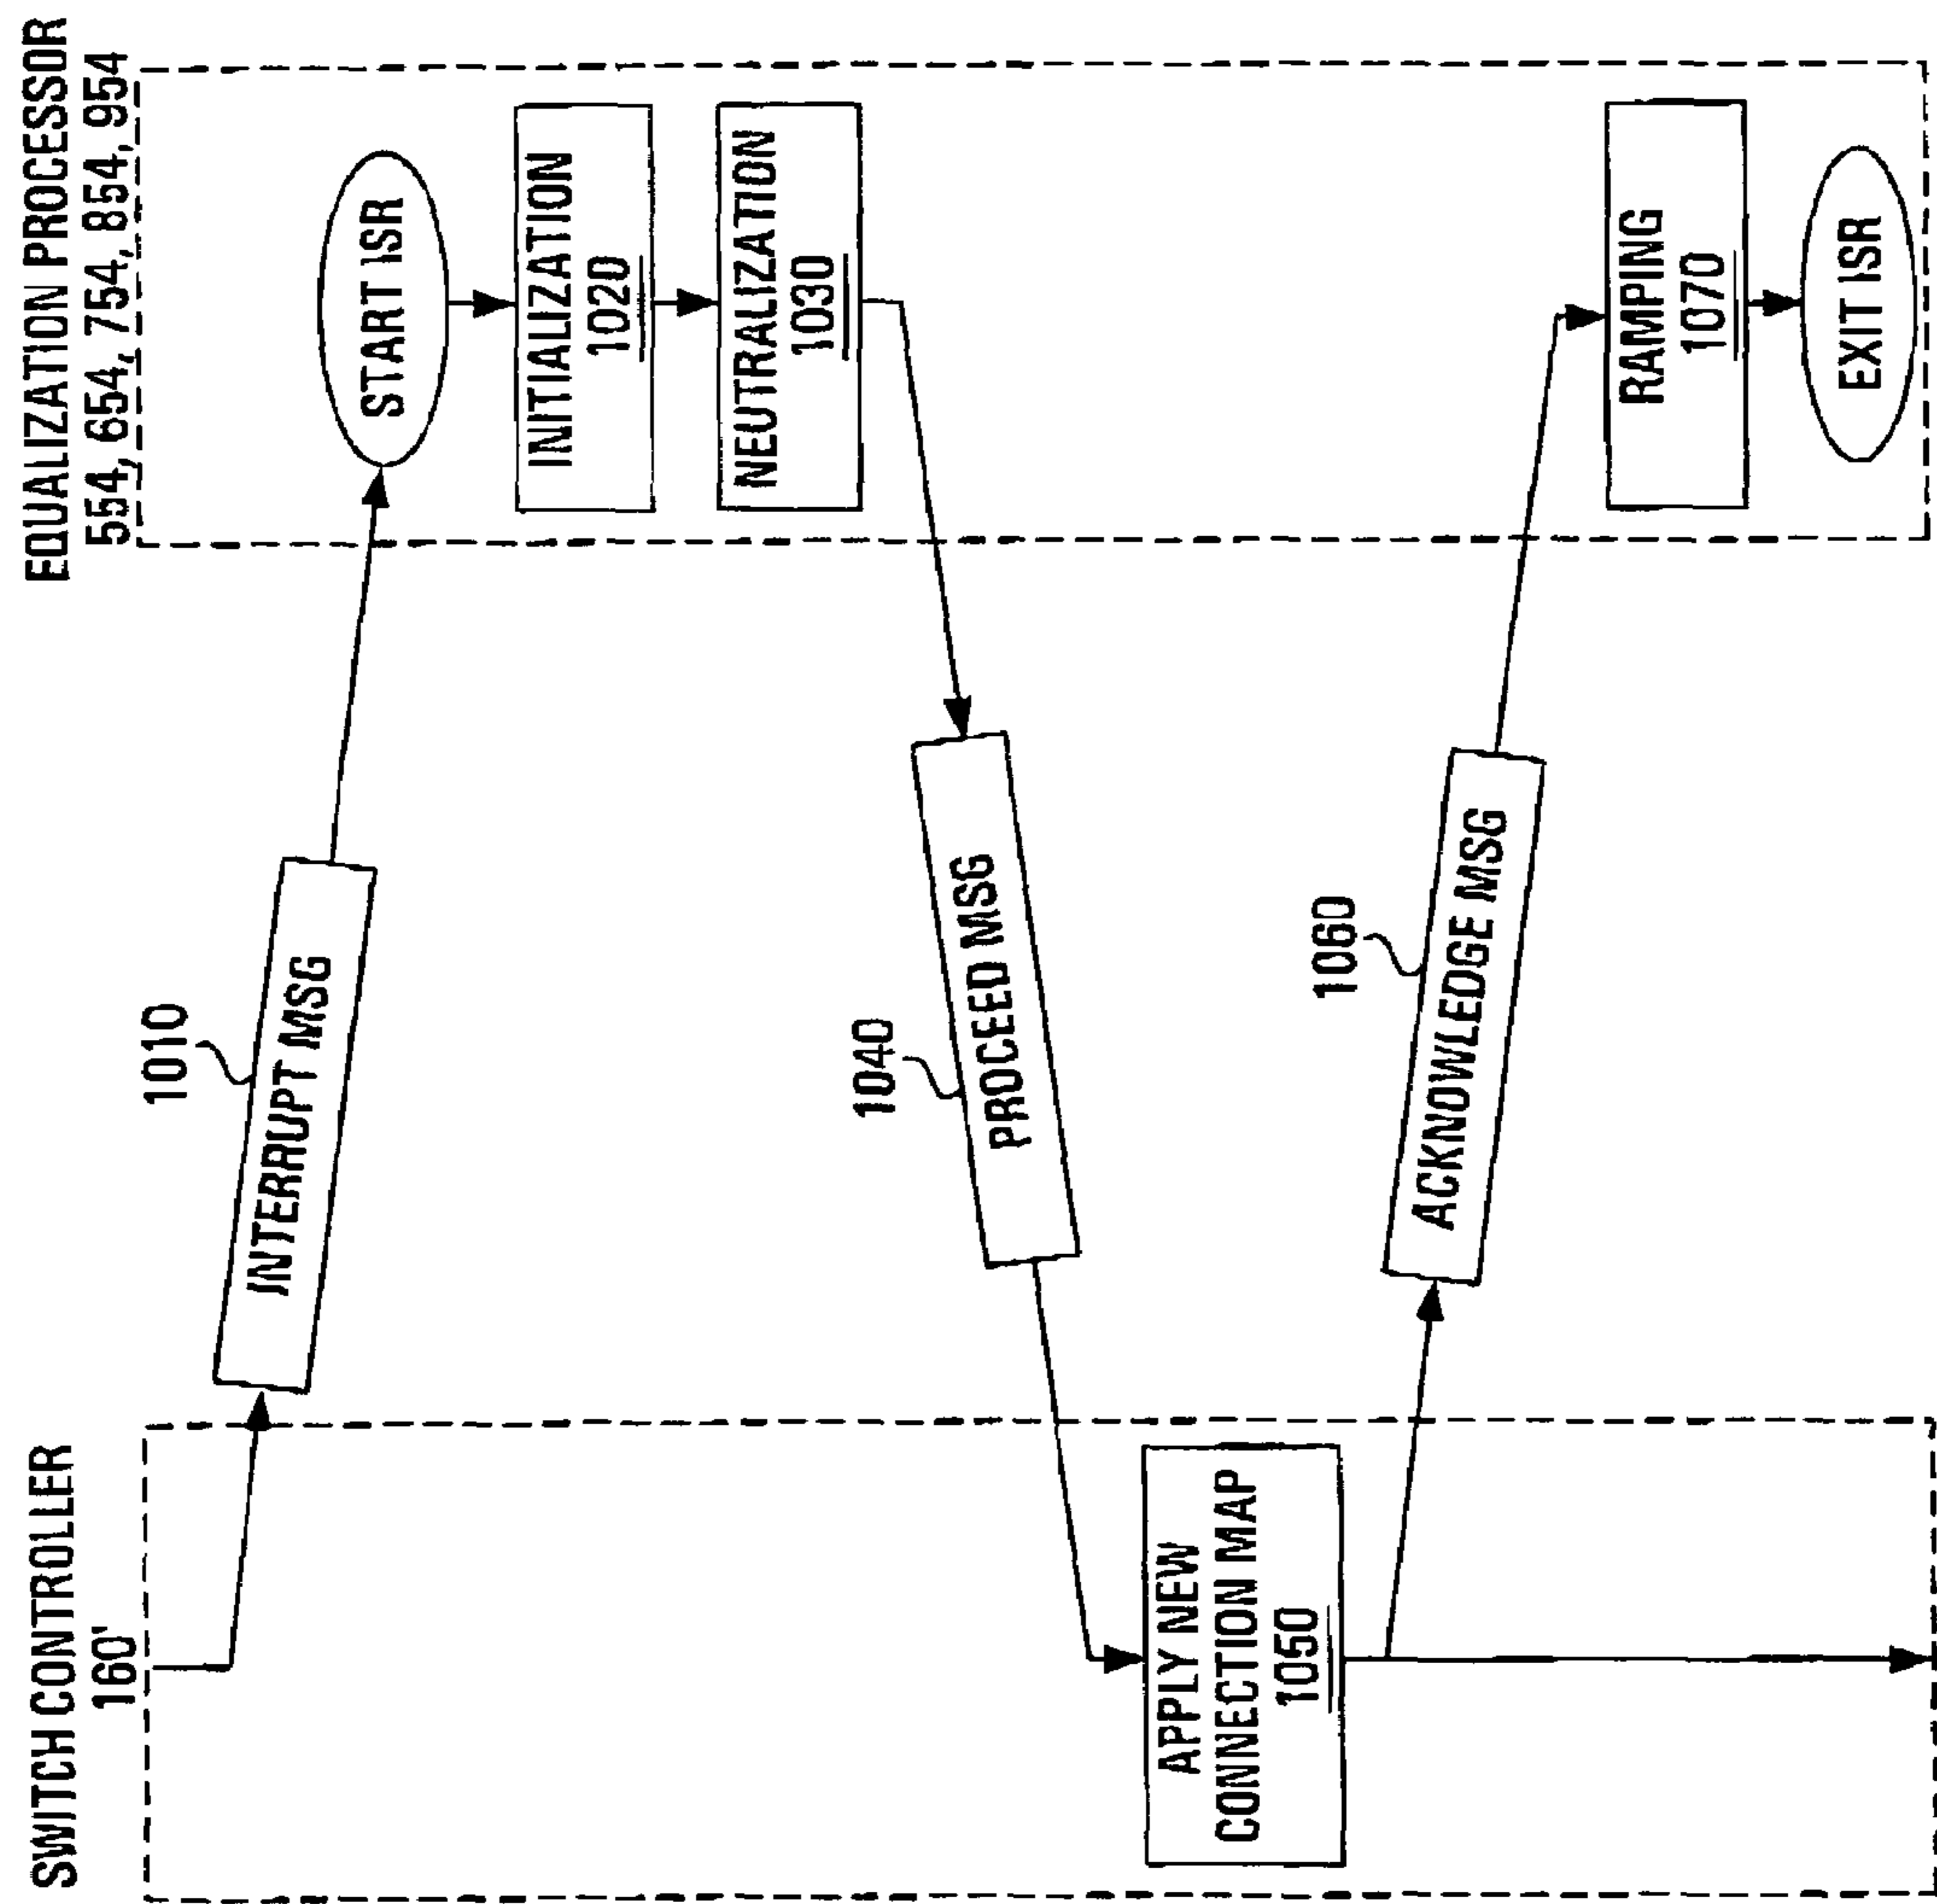 SWITCH CONTROLLER
160'
EQUALIZATION PROCESSOR
554, 654, 754, 854, 954
1010
INTERRUPT MSG
START ISR
INITIALIZATION
1020
NEUTRALIZATION
1030
1040
PROCEED MSG
APPLY NEW
CONNECTION MAP
1050
1060
ACKNOWLEDGE MSG
RAMPING
1070
EXIT ISR